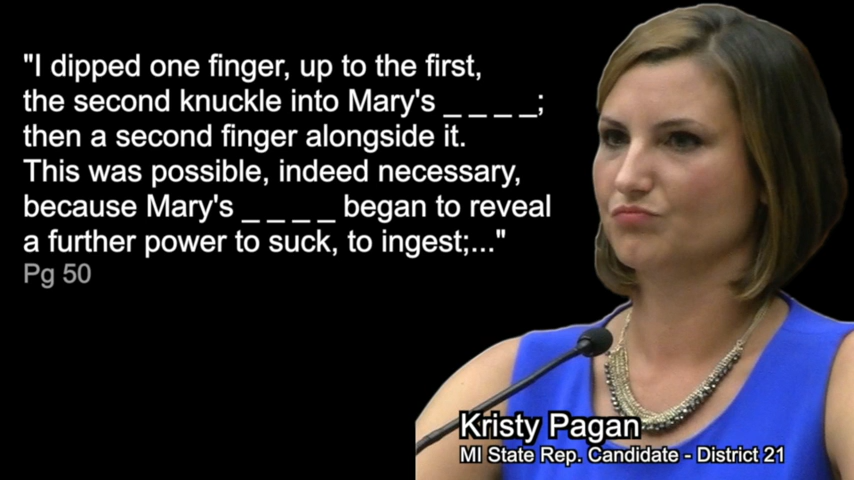 "I dipped one finger, up to the first,
the second knuckle into Mary's _ _ _ _;
then a second finger alongside it.
This was possible, indeed necessary,
because Mary's _ _ _ _ began to reveal
a further power to suck, to ingest;..."
Pg 50
Kristy Pagan
MI State Rep. Candidate - District 21